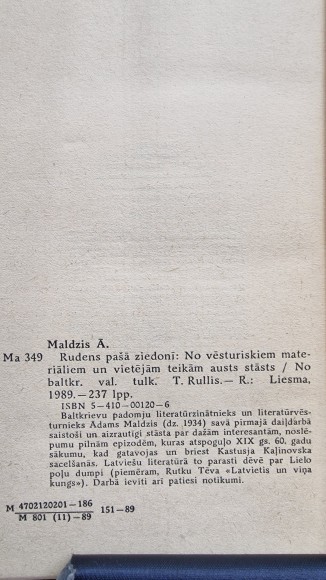 Maldzis Ā.
Ma 349 Rudens pašā ziedonī: No vēsturiskiem mate-
riāliem un vietējām teikām austs stāsts / No
baltkr. val. tulk. T. Rullis.— R.: Liesma,
1989.—237 lpp.
ISBN 5—410—00120—6
Baltkrievu padomju literatūrzinātnieks un literatūrvēs-
turnieks Adams Maldzis (dz. 1934) savā pirmajā daiļdarbā
saistoši un aizrautīgi stāsta par dažām interesantām, noslē-
pumu pilnām epizodēm, kuras atspoguļo XIX gs. 60. gadu
sākumu, kad gatavojas un briest Kastusja Kaļinovska
sacelšanās. Latviešu literatūrā to parasti dēvē par Lielo
poļu dumpi (piemēram, Rutku Tēva «Latvietis un viņa
kungs»). Darbā ievīti arī patiesi notikumi.
M 4702120201—186
M 801 (11)—89 151—89